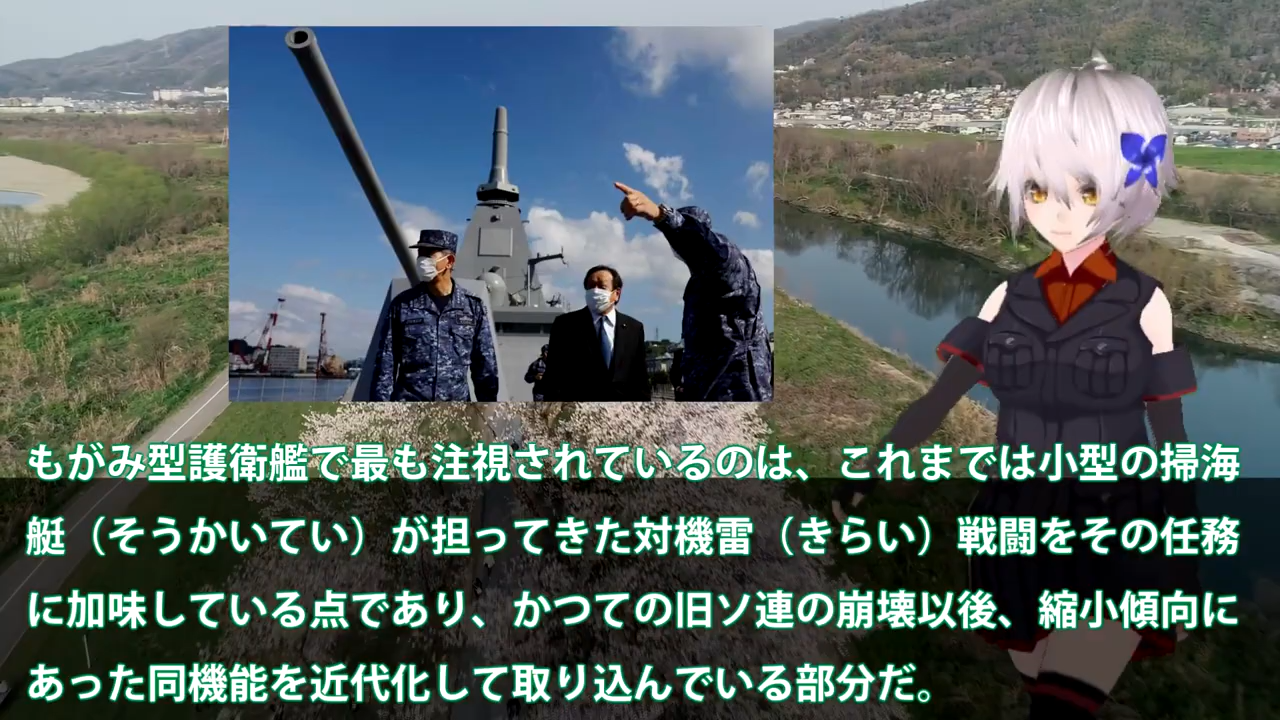 もがみ型護衛艦で最も注視されているのは、これまでは小型の掃海
艇（そうかいてい）が担ってきた対機雷（きらい）戦闘をその任務
に加味している点であり、かつての旧ソ連の崩壊以後、縮小傾向に
あった同機能を近代化して取り込んでいる部分だ。